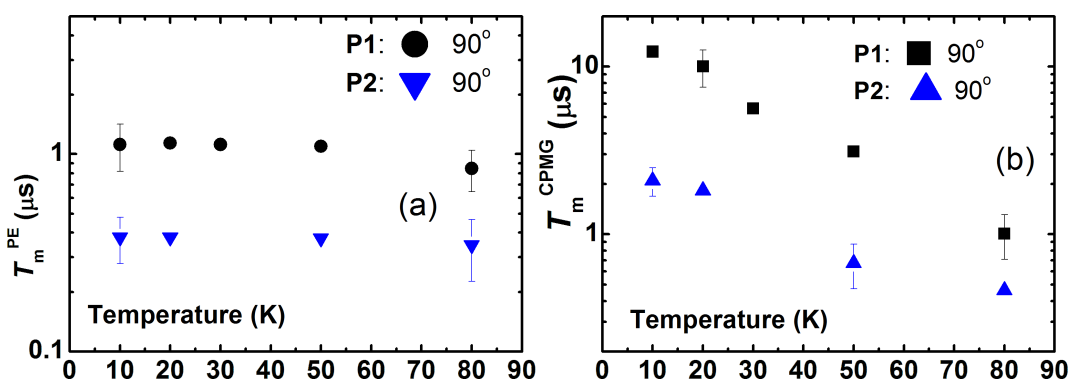 P1: 90°
P2: 90°
1
0.1
T_m^PE (μs)
(a)
Temperature (K)
0 10 20 30 40 50 60 70 80 90
P1: 90°
P2: 90°
10
1
T_m^CPMG (μs)
(b)
Temperature (K)
0 10 20 30 40 50 60 70 80 90